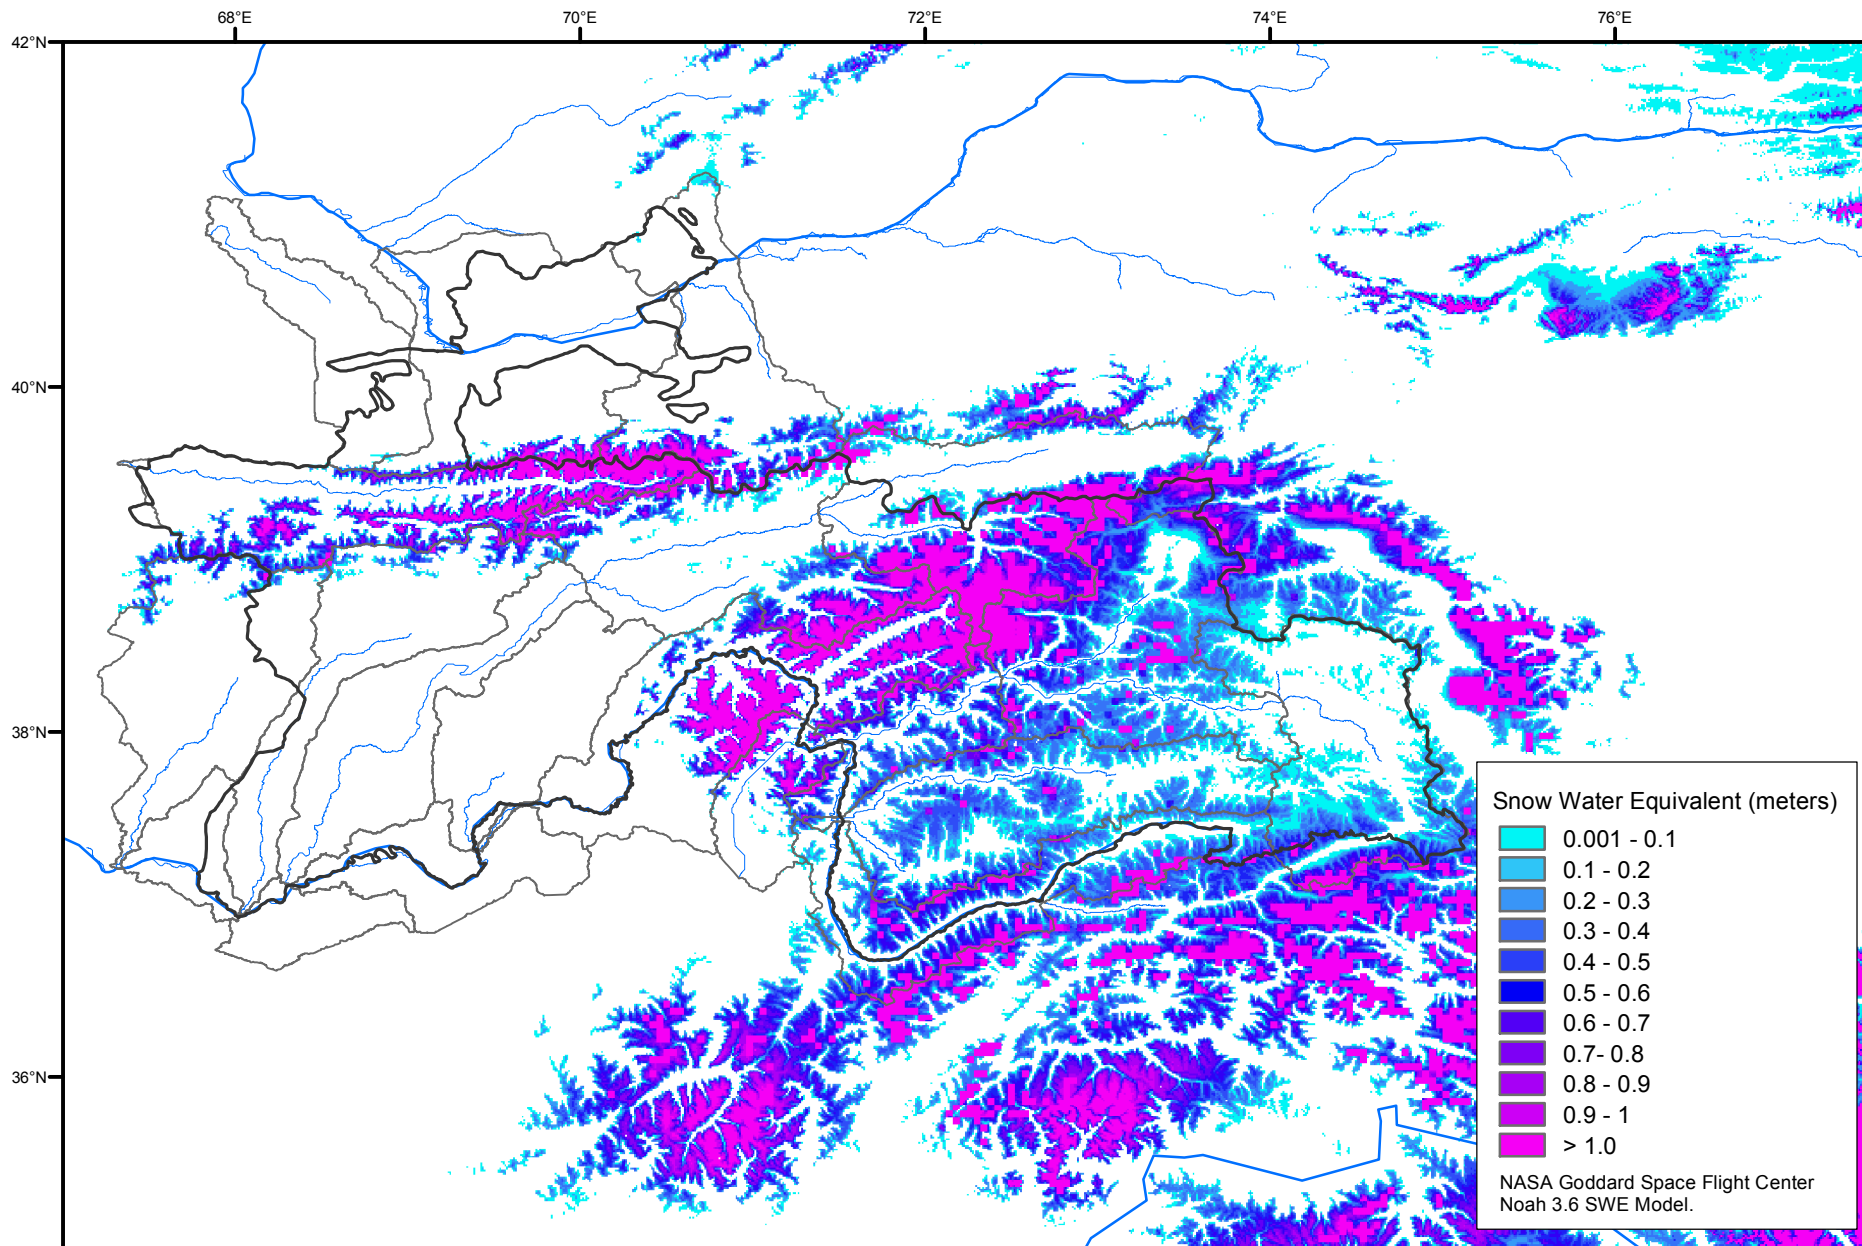 68°E 70°E 72°E 74°E 76°E
42°N
40°N
38°N
36°N
Snow Water Equivalent (meters)
0.001 - 0.1
0.1 - 0.2
0.2 - 0.3
0.3 - 0.4
0.4 - 0.5
0.5 - 0.6
0.6 - 0.7
0.7- 0.8
0.8 - 0.9
0.9 - 1
> 1.0
NASA Goddard Space Flight Center
Noah 3.6 SWE Model.